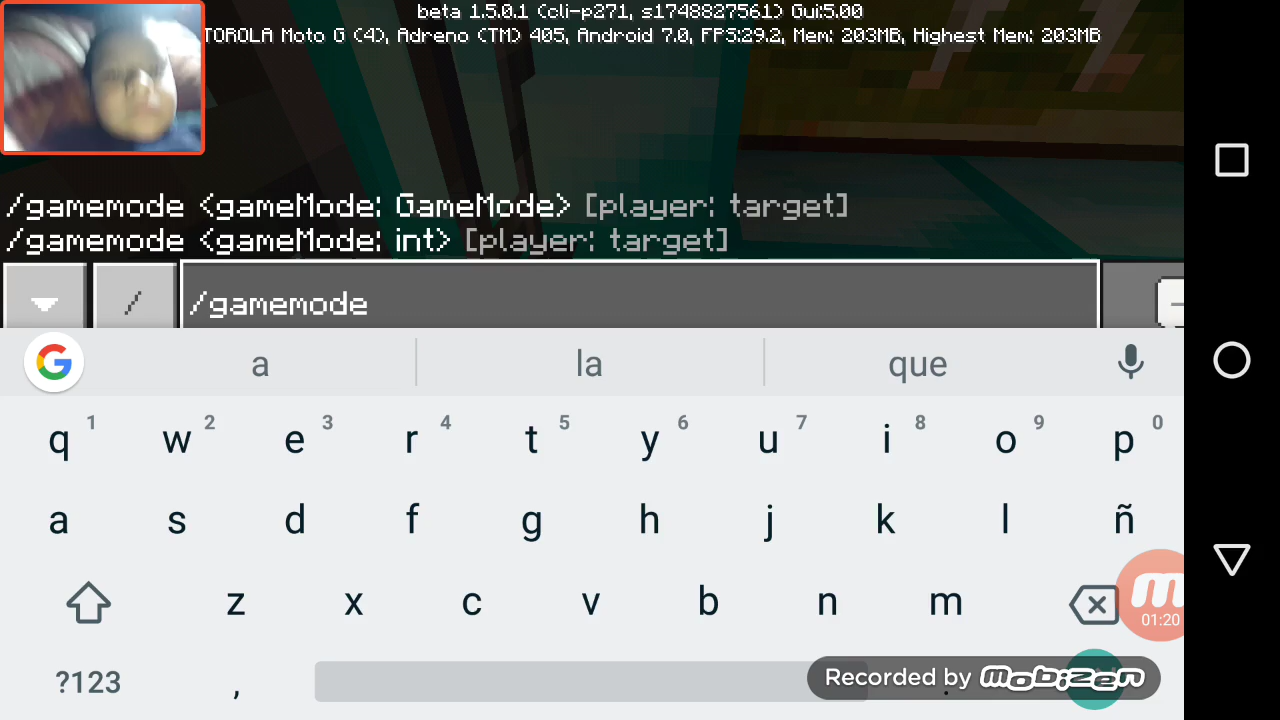 beta 1.5.0.1 (cli-p271, s1748827561) Gui:5.00
TOROLA Moto G (4), Adreno (TM) 405, Android 7.0, FPS:29.2, Mem: 203MB, Highest Mem: 203MB
/gamemode <gameMode: GameMode> [player: target]
/gamemode <gameMode: int> [player: target]
/ /gamemode
G a la que
q 1 w 2 e 3 r 4 t 5 y 6 u 7 i 8 o 9 p 0
a s d f g h j k l ñ
z x c v b n m
01:20
?123 , .
Recorded by mobizen